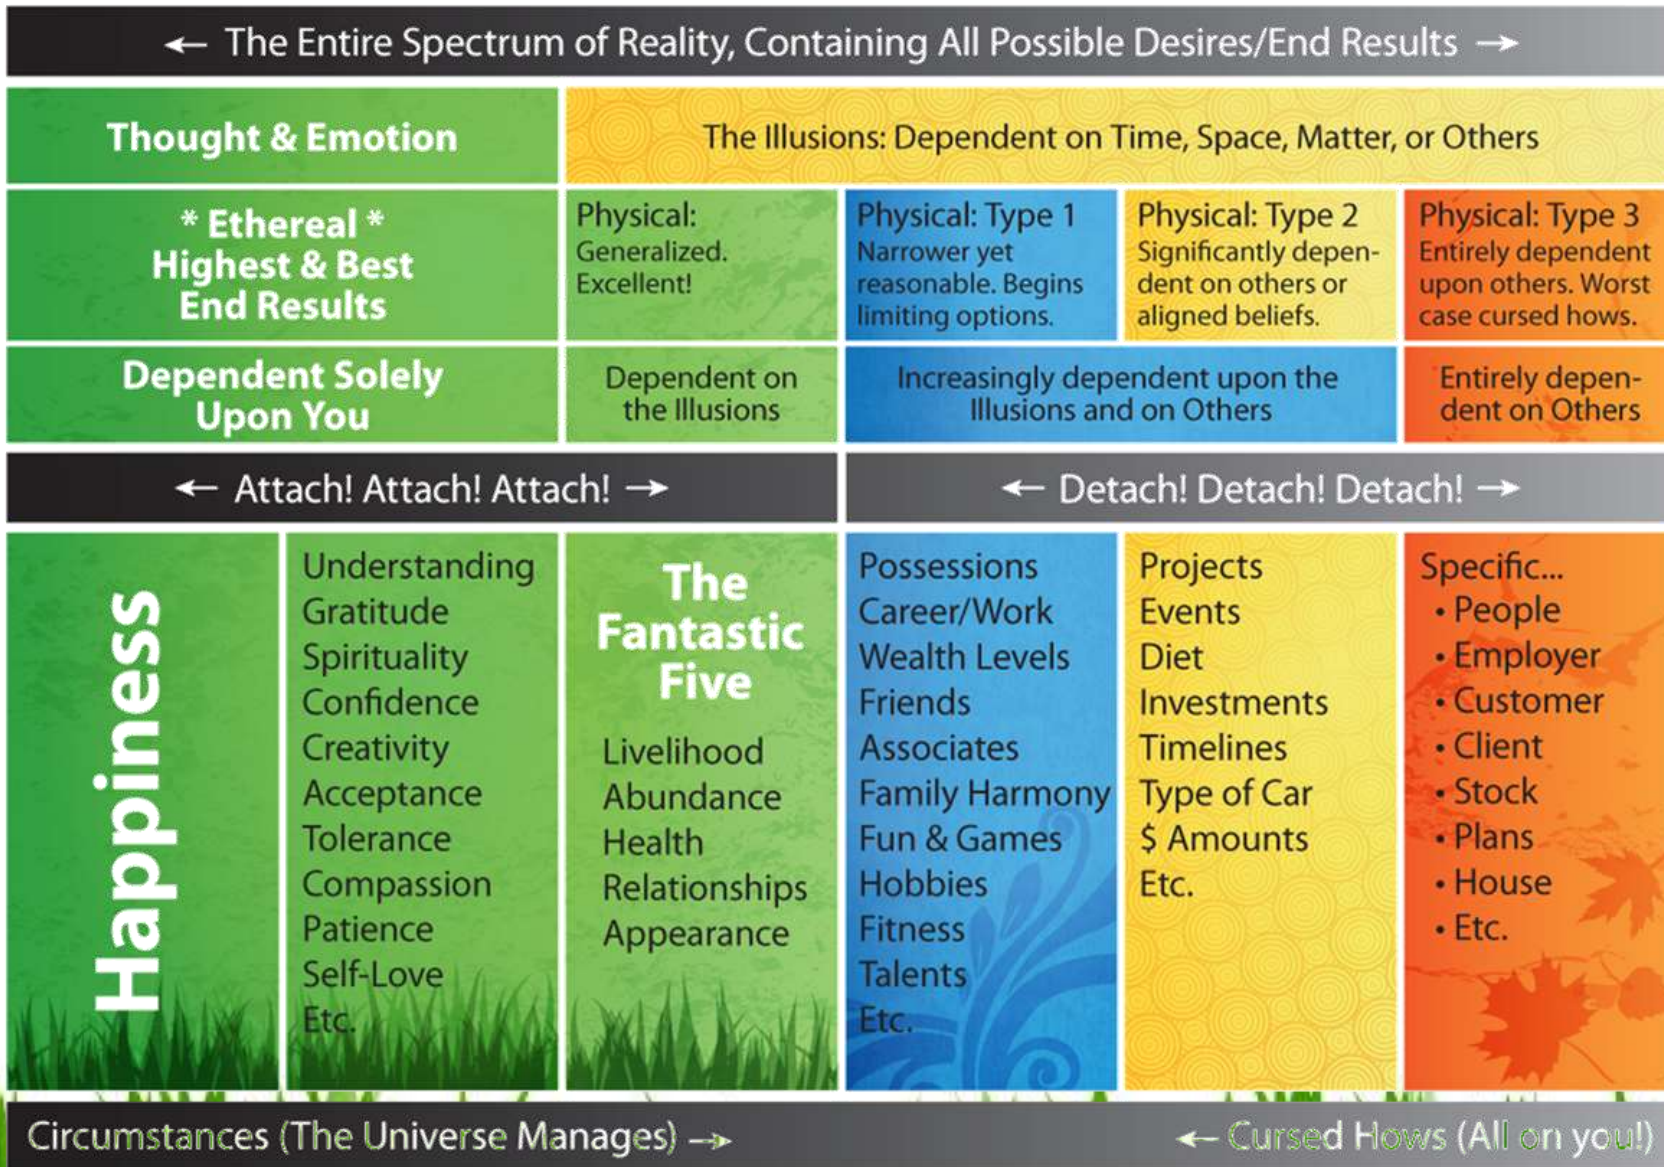 ← The Entire Spectrum of Reality, Containing All Possible Desires/End Results →
Thought & Emotion
The Illusions: Dependent on Time, Space, Matter, or Others
* Ethereal *
Highest & Best
End Results
Physical:
Generalized.
Excellent!
Physical: Type 1
Narrower yet
reasonable. Begins
limiting options.
Physical: Type 2
Significantly depen-
dent on others or
aligned beliefs.
Physical: Type 3
Entirely dependent
upon others. Worst
case cursed hows.
Dependent Solely
Upon You
Dependent on
the Illusions
Increasingly dependent upon the
Illusions and on Others
Entirely depen-
dent on Others
← Attach! Attach! Attach! →
← Detach! Detach! Detach! →
Happiness
Understanding
Gratitude
Spirituality
Confidence
Creativity
Acceptance
Tolerance
Compassion
Patience
Self-Love
Etc.
The
Fantastic
Five
Livelihood
Abundance
Health
Relationships
Appearance
Possessions
Career/Work
Wealth Levels
Friends
Associates
Family Harmony
Fun & Games
Hobbies
Fitness
Talents
Etc.
Projects
Events
Diet
Investments
Timelines
Type of Car
$ Amounts
Etc.
Specific...
• People
• Employer
• Customer
• Client
• Stock
• Plans
• House
• Etc.
Circumstances (The Universe Manages) →
← Cursed Hows (All on you!)